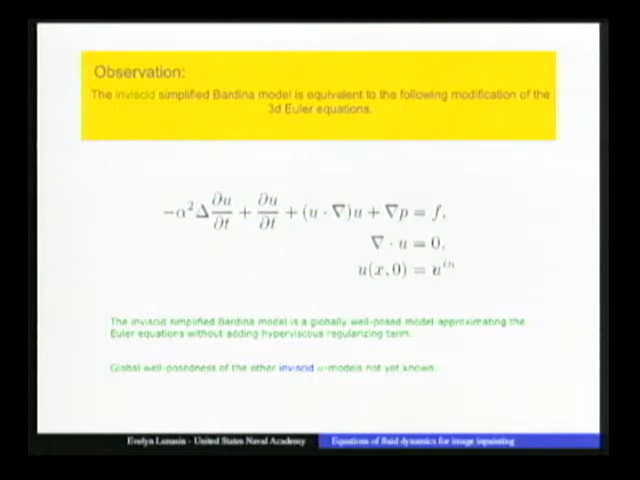 Observation:
The inviscid simplified Bardina model is equivalent to the following modification of the
3d Euler equations.
−α²Δ ∂u/∂t + ∂u/∂t + (u · ∇)u + ∇p = f,
∇ · u = 0,
u(x, 0) = uⁱⁿ
The inviscid simplified Bardina model is a globally well-posed model approximating the
Euler equations without adding hyperviscous regularizing term.
Global well-posedness of the other inviscid α-models not yet known.
Evelyn Lunasin - United States Naval Academy Equations of fluid dynamics for image inpainting